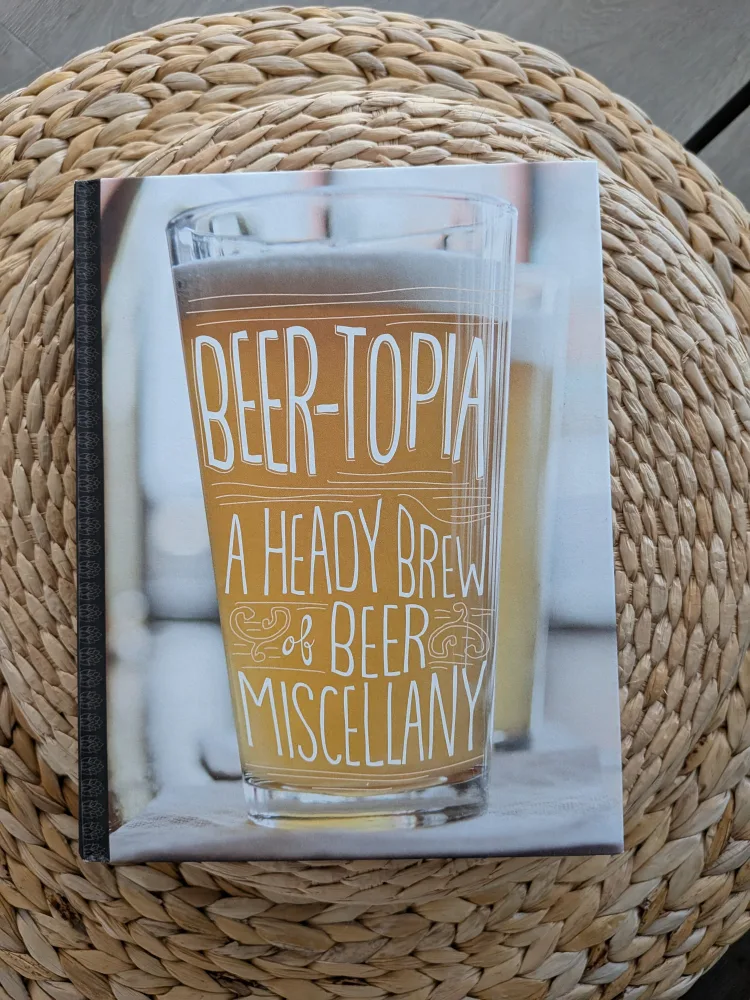 BEER-TOPIA
A HEADY BREW
of BEER
MISCELLANY